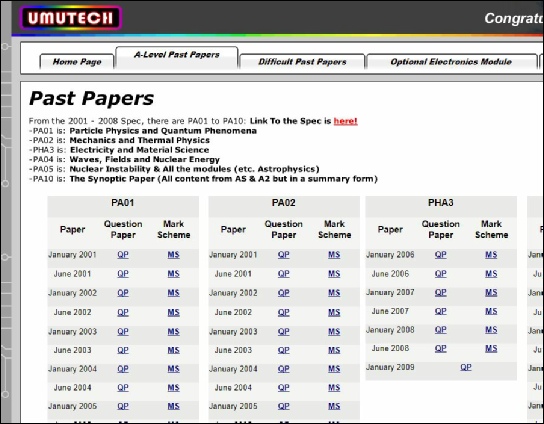 UMUTECH
Congratu
Home Page
A-Level Past Papers
Difficult Past Papers
Optional Electronics Module
Past Papers
From the 2001 - 2008 Spec, there are PA01 to PA10: Link To the Spec is here!
-PA01 is: Particle Physics and Quantum Phenomena
-PA02 is: Mechanics and Thermal Physics
-PHA3 is: Electricity and Material Science
-PA04 is: Waves, Fields and Nuclear Energy
-PA05 is: Nuclear Instability & All the modules (etc. Astrophysics)
-PA10 is: The Synoptic Paper (All content from AS & A2 but in a summary form)
PA01
Paper Question Paper Mark Scheme
January 2001 QP MS
June 2001 QP MS
January 2002 QP MS
June 2002 QP MS
January 2003 QP MS
June 2003 QP MS
January 2004 QP MS
June 2004 QP MS
January 2005 QP MS
PA02
Paper Question Paper Mark Scheme
January 2001 QP MS
June 2001 QP MS
January 2002 QP MS
June 2002 QP MS
January 2003 QP MS
June 2003 QP MS
January 2004 QP MS
June 2004 QP MS
January 2005 QP MS
PHA3
Paper Question Paper Mark Scheme
January 2006 QP MS
June 2006 QP MS
January 2007 QP MS
June 2007 QP MS
January 2008 QP MS
June 2008 QP MS
January 2009 QP